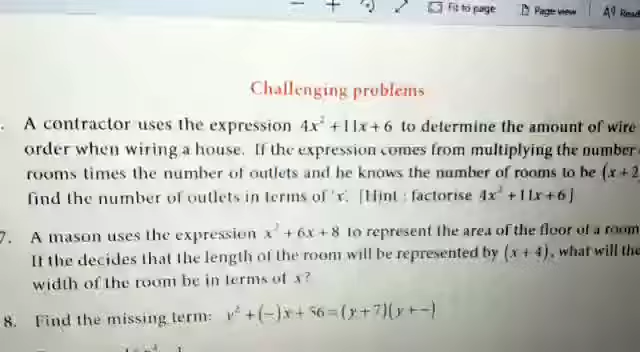 Fit to page Page view Read
Challenging problems
. A contractor uses the expression 4x² + 11x + 6 to determine the amount of wire
order when wiring a house. If the expression comes from multiplying the number
rooms times the number of outlets and he knows the number of rooms to be (x + 2
find the number of outlets in terms of 'x'. [Hint : factorise 4x² + 11x + 6]
7. A mason uses the expression x² + 6x + 8 to represent the area of the floor of a room
If the decides that the length of the room will be represented by (x + 4), what will the
width of the room be in terms of x?
8. Find the missing term: y² + (−)x + 56 = (y + 7)(y + −)